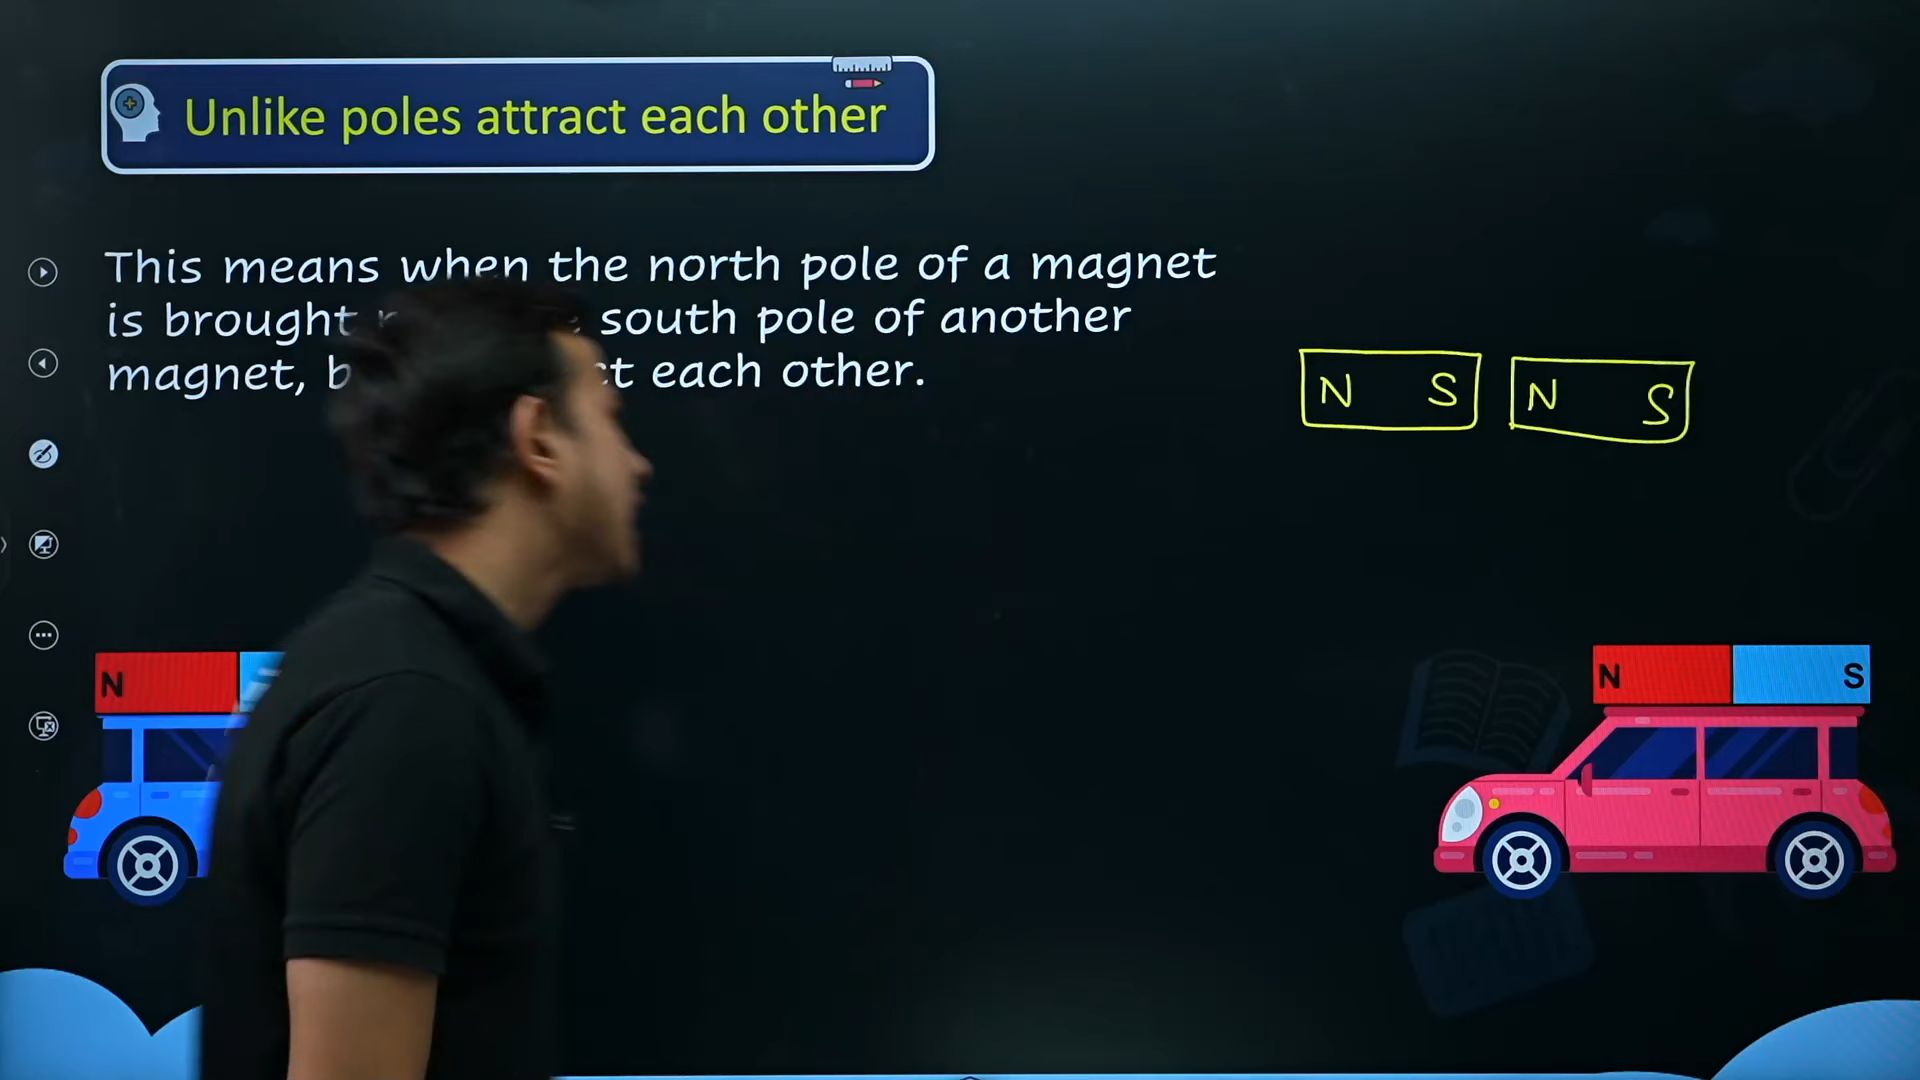 Unlike poles attract each other
This means when the north pole of a magnet
is brought south pole of another
magnet, each other.
N S N S
N
N S